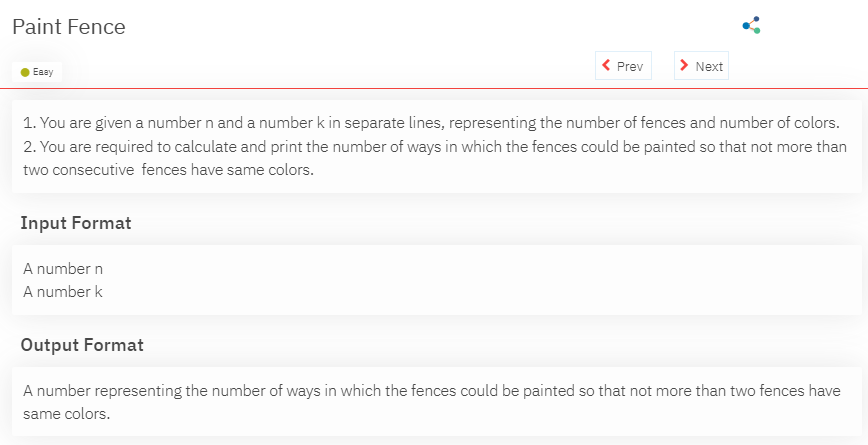 Paint Fence
Easy
Prev
Next
1. You are given a number n and a number k in separate lines, representing the number of fences and number of colors.
2. You are required to calculate and print the number of ways in which the fences could be painted so that not more than
two consecutive  fences have same colors.
Input Format
A number n
A number k
Output Format
A number representing the number of ways in which the fences could be painted so that not more than two fences have
same colors.